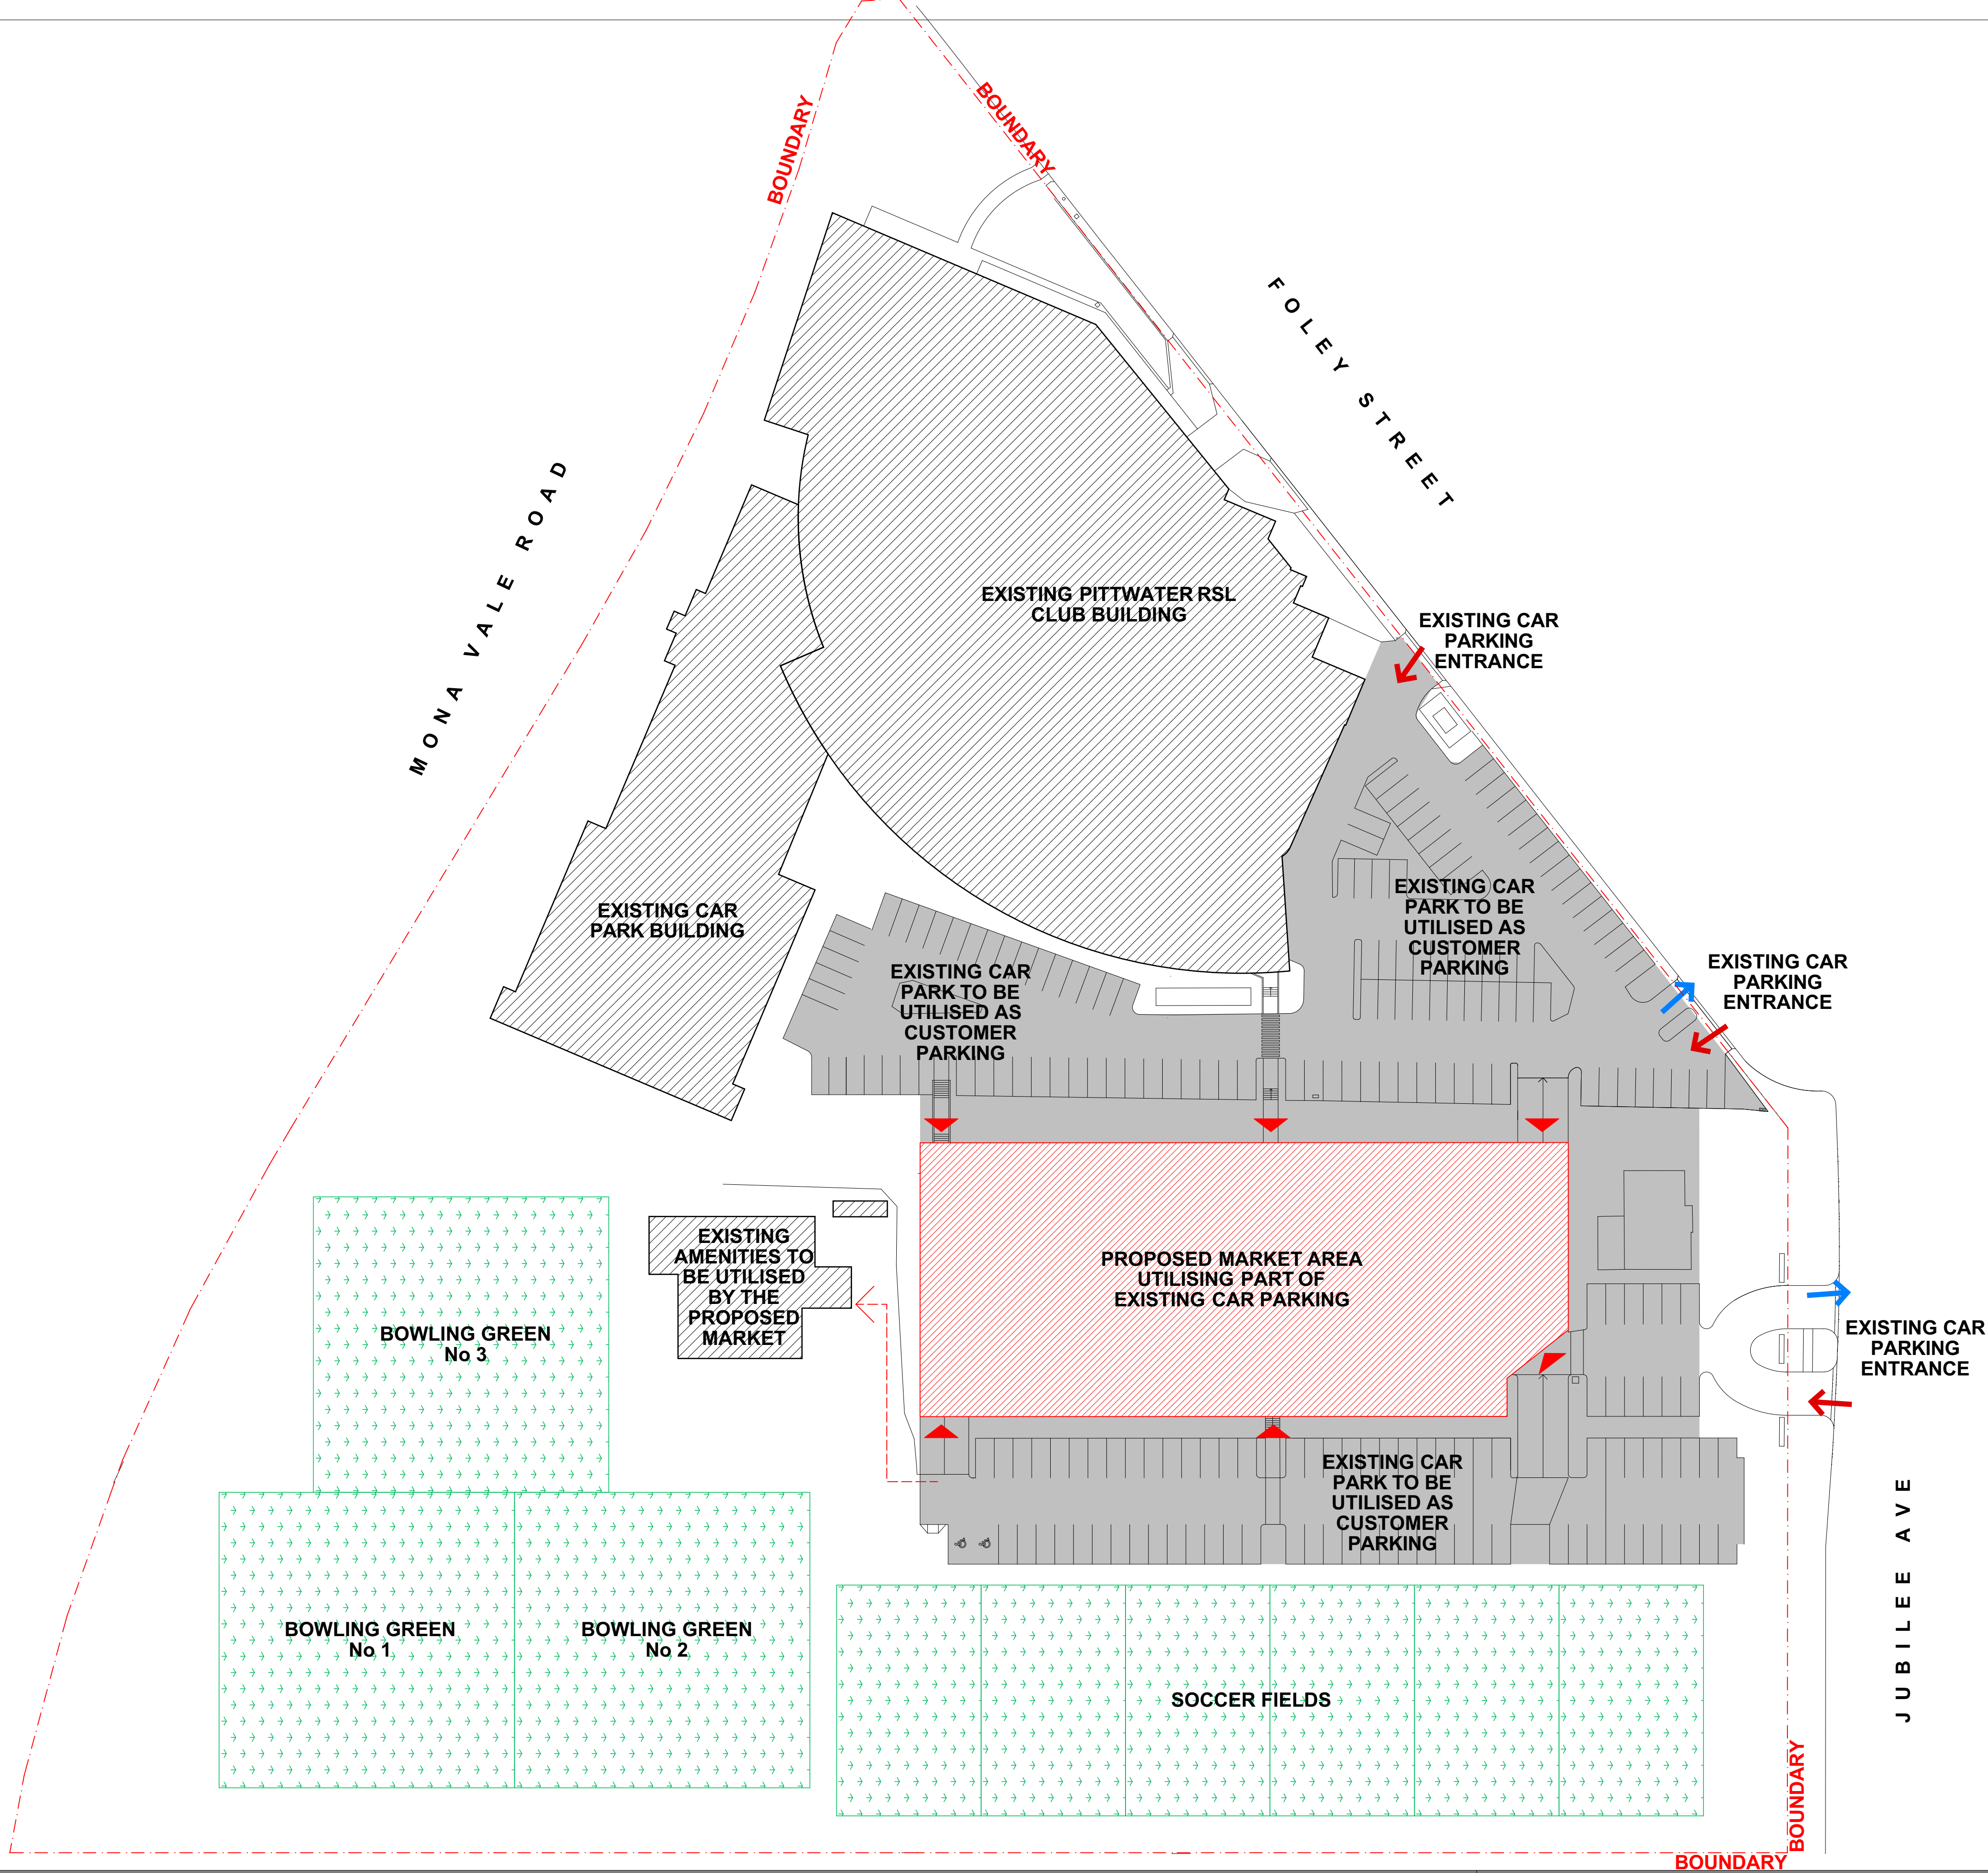 BOUNDARY
BOUNDARY
FOLEY STREET
MONA VALE ROAD
EXISTING PITTWATER RSL
CLUB BUILDING
EXISTING CAR
PARKING
ENTRANCE
EXISTING CAR
PARK BUILDING
EXISTING CAR
PARK TO BE
UTILISED AS
CUSTOMER
PARKING
EXISTING CAR
PARK TO BE
UTILISED AS
CUSTOMER
PARKING
EXISTING CAR
PARKING
ENTRANCE
EXISTING
AMENITIES TO
BE UTILISED
BY THE
PROPOSED
MARKET
PROPOSED MARKET AREA
UTILISING PART OF
EXISTING CAR PARKING
BOWLING GREEN
No 3
EXISTING CAR
PARKING
ENTRANCE
EXISTING CAR
PARK TO BE
UTILISED AS
CUSTOMER
PARKING
JUBILEE AVE
BOWLING GREEN
No 1
BOWLING GREEN
No 2
SOCCER FIELDS
BOUNDARY
BOUNDARY